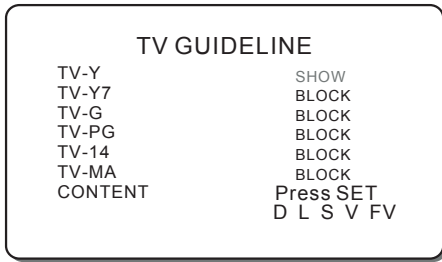 TV GUIDELINE
TV-Y SHOW
TV-Y7 BLOCK
TV-G BLOCK
TV-PG BLOCK
TV-14 BLOCK
TV-MA BLOCK
CONTENT Press SET
D L S V FV